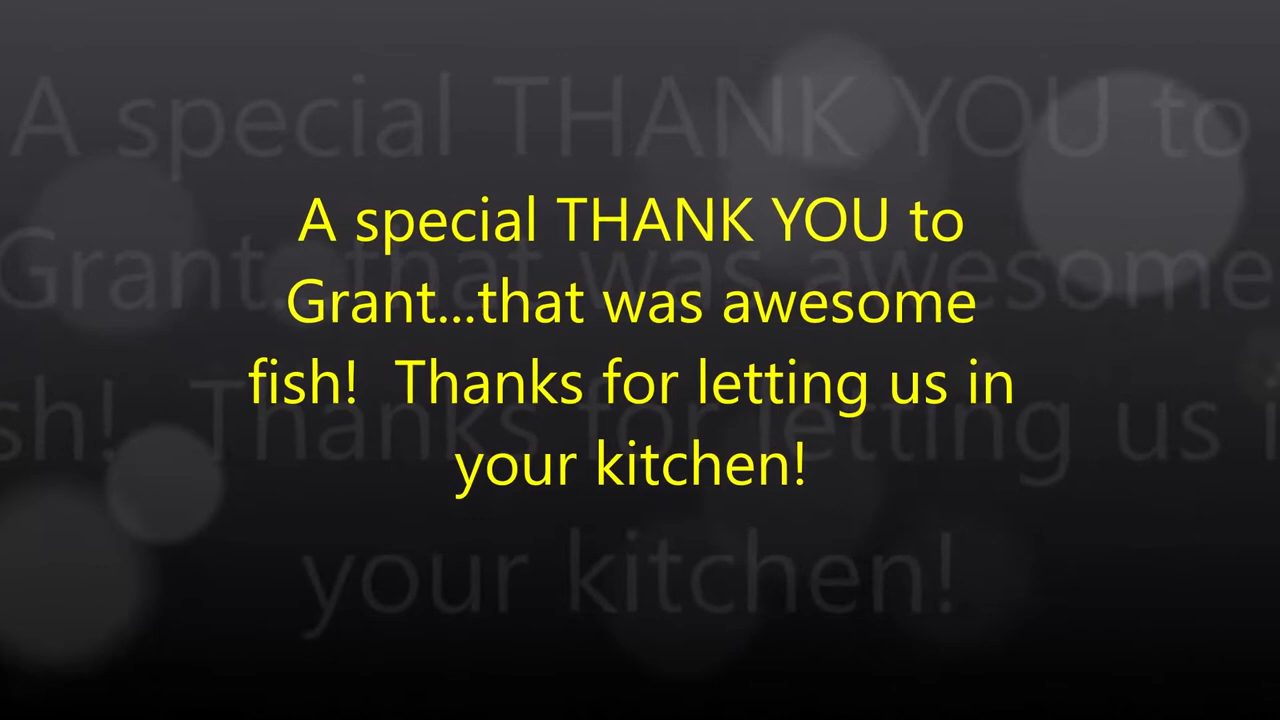 A special THANK YOU to
Grant...that was awesome
fish!  Thanks for letting us in
your kitchen!